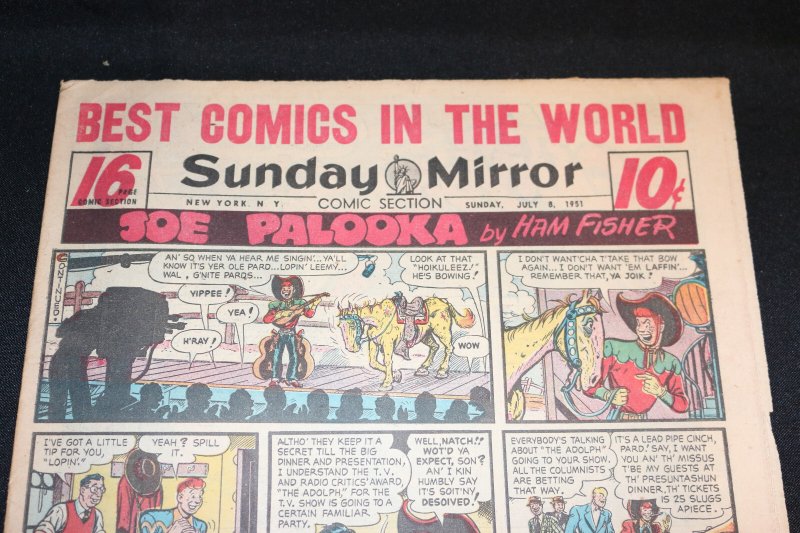 BEST COMICS IN THE WORLD
16
PAGE
COMIC SECTION
Sunday Mirror
10¢
NEW YORK. N. Y.
COMIC SECTION
SUNDAY, JULY 8, 1951
JOE PALOOKA by HAM FISHER
CONTINUED:
AN' SO WHEN YA HEAR ME SINGIN'... YA'LL
KNOW IT'S YER OLE PARD...LOPIN' LEEMY...
WAL, G'NITE PARDS...
YIPPEE!
YEA!
H'RAY!
LOOK AT THAT
"HOIKULEEZ!"
HE'S BOWING!
WOW
I DON'T WANT'CHA T'TAKE THAT BOW
AGAIN... I DON'T WANT 'EM LAFFIN'...
REMEMBER THAT, YA JOIK!
I'VE GOT A LITTLE
TIP FOR YOU,
"LOPIN'."
YEAH? SPILL
IT.
ALTHO' THEY KEEP IT A
SECRET TILL THE BIG
DINNER AND PRESENTATION,
I UNDERSTAND THE T.V.
AND RADIO CRITICS' AWARD,
"THE ADOLPH," FOR THE
T.V. SHOW IS GOING TO A
CERTAIN FAMILIAR
PARTY.
WELL, NATCH!!
WOT'D YA
EXPECT, SON?
AN' I KIN
HUMBLY SAY
IT'S SOIT'NY
DESOIVED!
EVERYBODY'S TALKING
ABOUT "THE ADOLPH"
GOING TO YOUR SHOW.
ALL THE COLUMNISTS
ARE BETTING
THAT WAY.
IT'S A LEAD PIPE CINCH,
PARD! SAY, I WANT
YOU AN' TH' MISSUS
T'BE MY GUESTS AT
TH' PRESUNTASHUN
DINNER. TH' TICKETS
IS 25 SLUGS
APIECE.